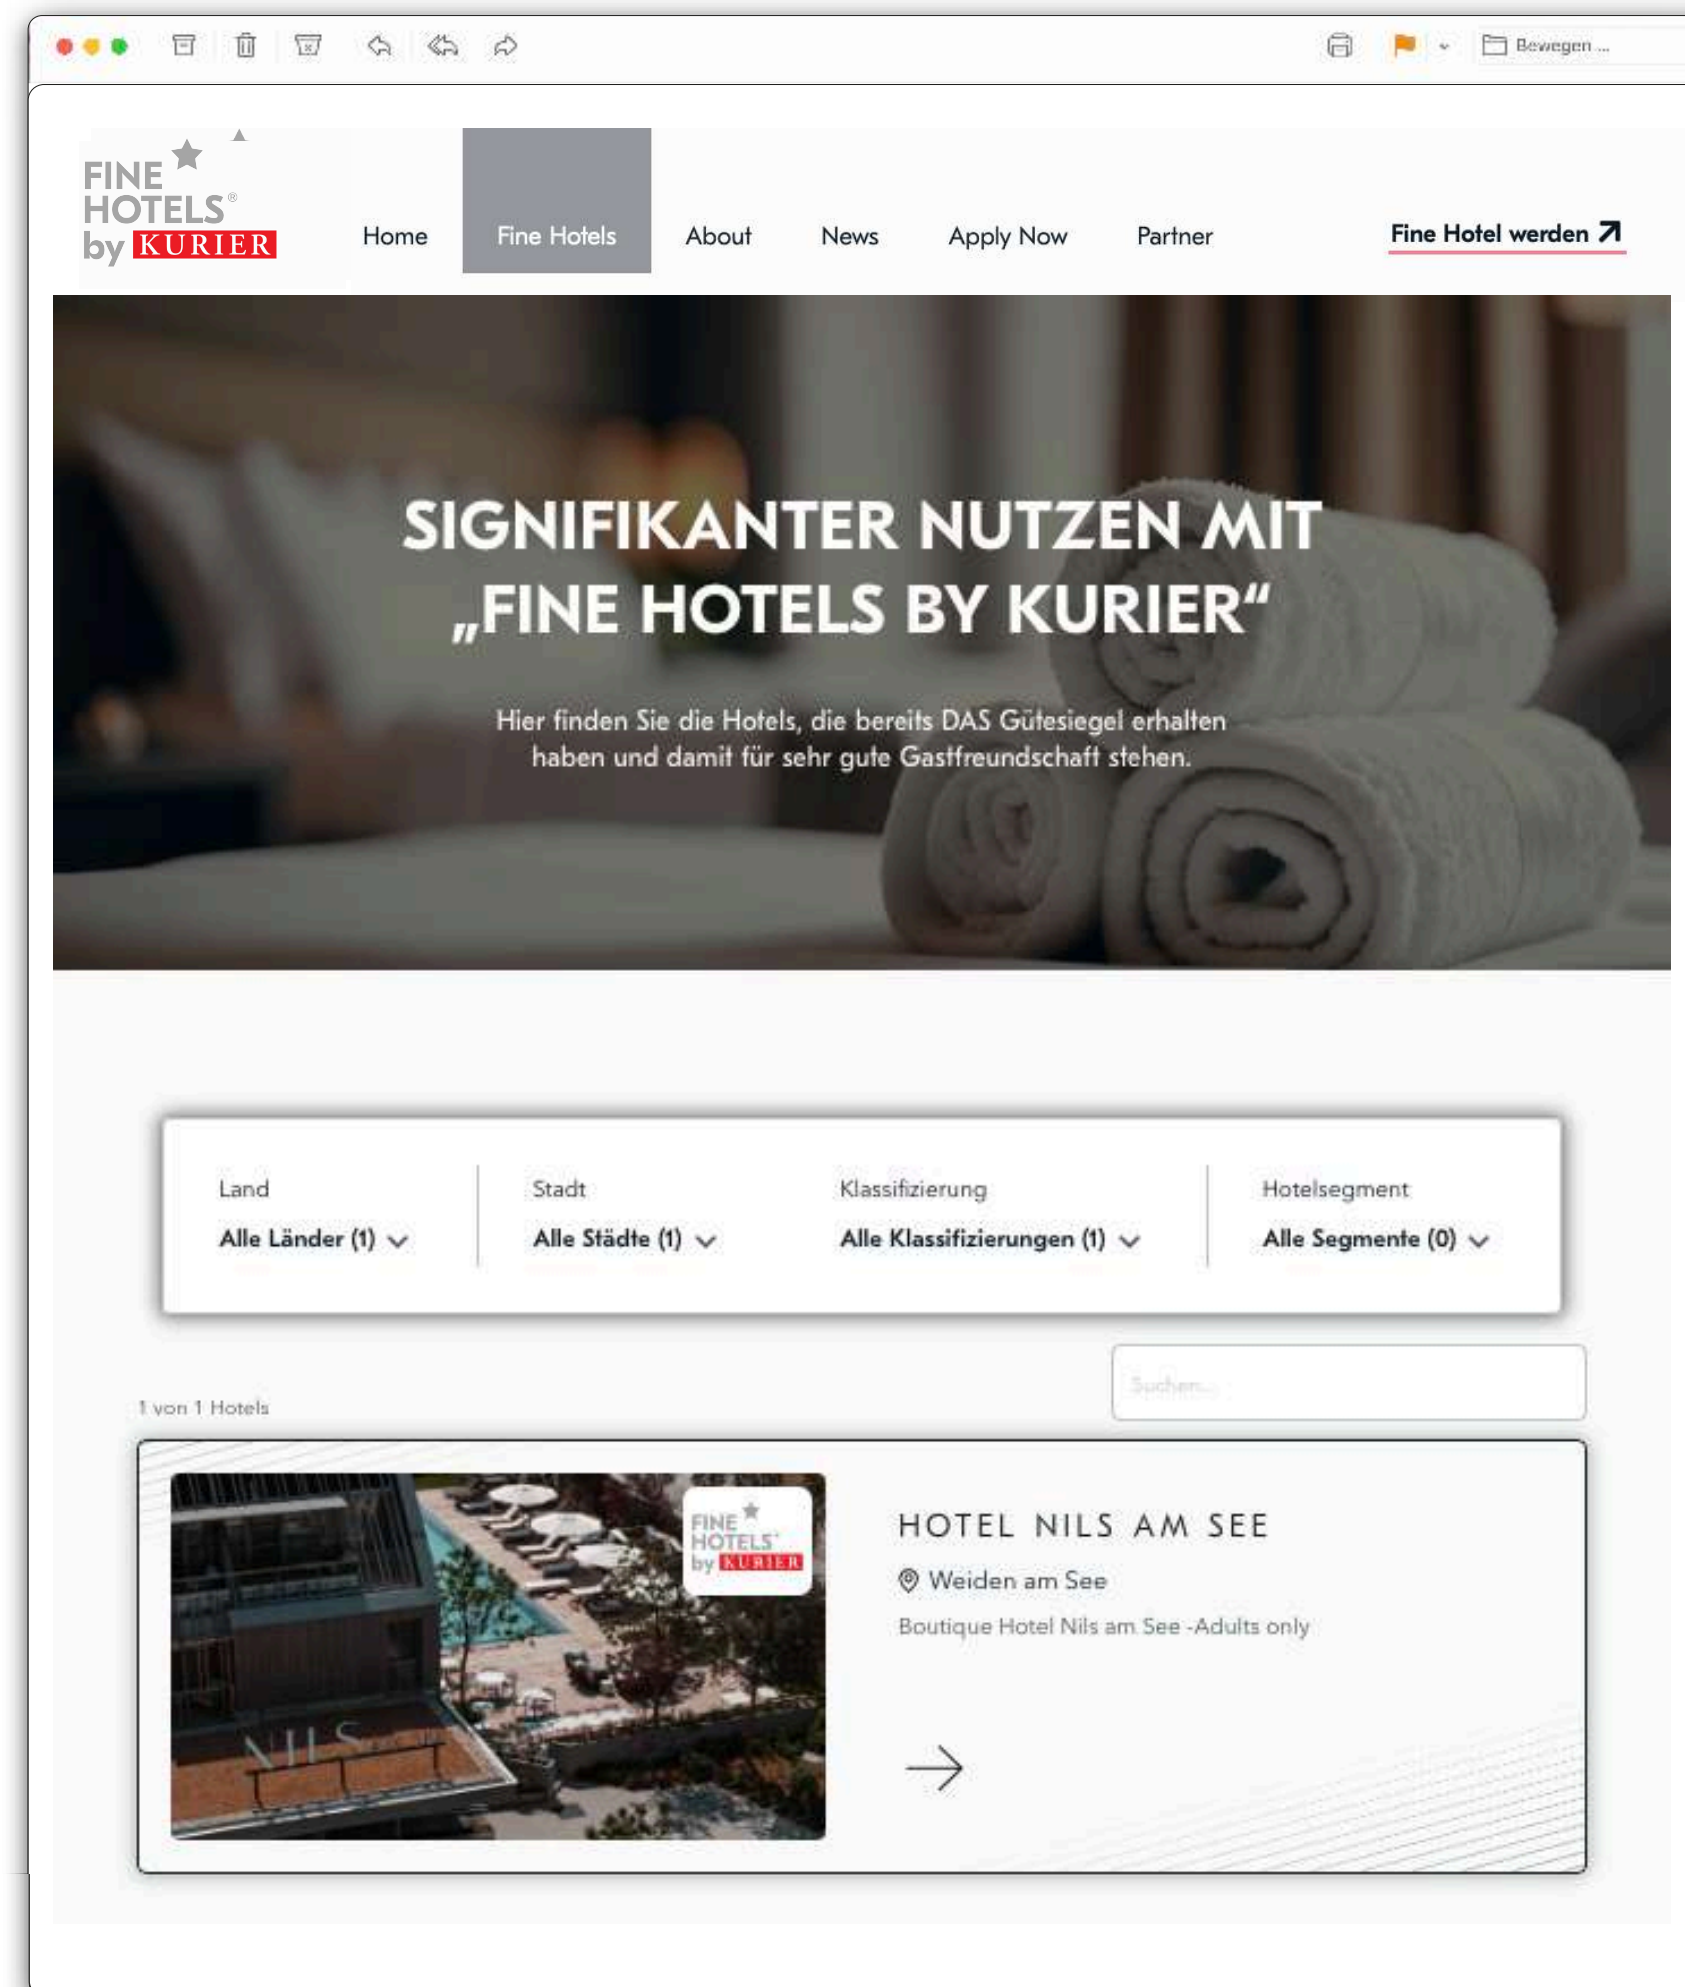 Bewegen ...
FINE
HOTELS®
by KURIER
Home
Fine Hotels
About
News
Apply Now
Partner
Fine Hotel werden
SIGNIFIKANTER NUTZEN MIT
„FINE HOTELS BY KURIER“
Hier finden Sie die Hotels, die bereits DAS Gütesiegel erhalten
haben und damit für sehr gute Gastfreundschaft stehen.
Land
Alle Länder (1)
Stadt
Alle Städte (1)
Klassifizierung
Alle Klassifizierungen (1)
Hotelsegment
Alle Segmente (0)
Suchen...
1 von 1 Hotels
FINE
HOTELS®
by KURIER
NILS
HOTEL NILS AM SEE
Weiden am See
Boutique Hotel Nils am See -Adults only